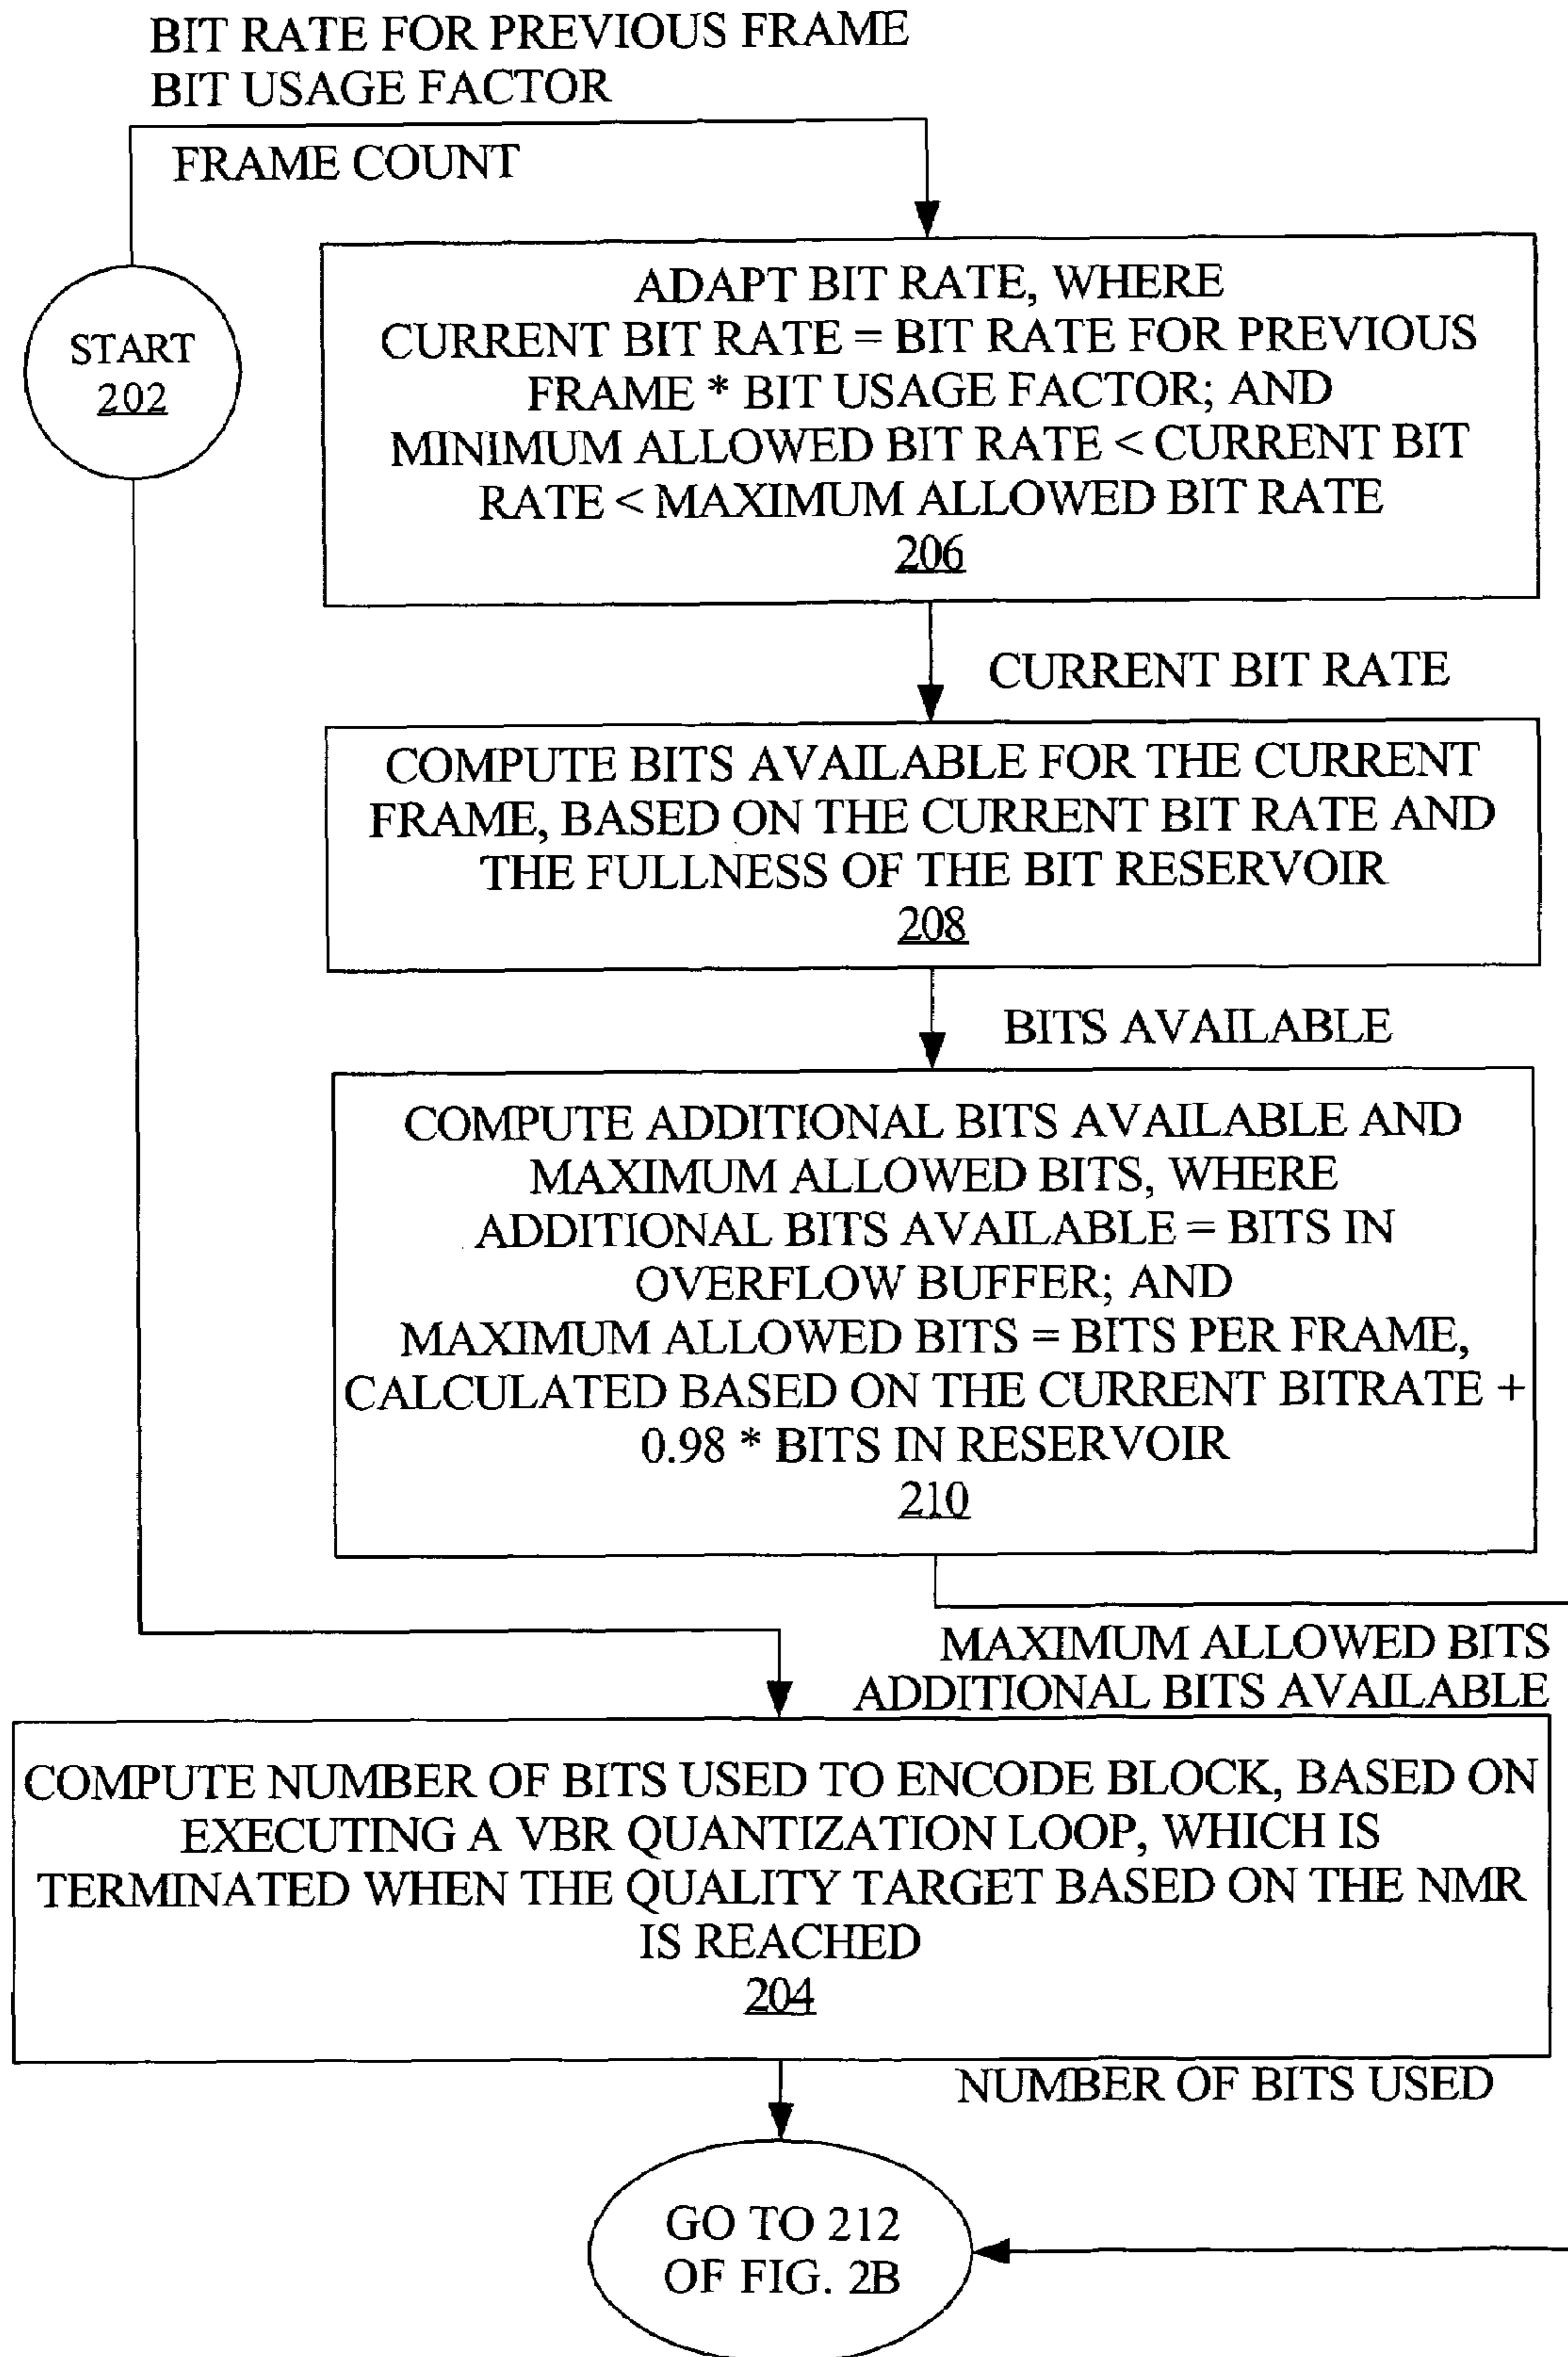 BIT RATE FOR PREVIOUS FRAME
BIT USAGE FACTOR
FRAME COUNT
START
202
ADAPT BIT RATE, WHERE
CURRENT BIT RATE = BIT RATE FOR PREVIOUS
FRAME * BIT USAGE FACTOR; AND
MINIMUM ALLOWED BIT RATE < CURRENT BIT
RATE < MAXIMUM ALLOWED BIT RATE
206
CURRENT BIT RATE
COMPUTE BITS AVAILABLE FOR THE CURRENT
FRAME, BASED ON THE CURRENT BIT RATE AND
THE FULLNESS OF THE BIT RESERVOIR
208
BITS AVAILABLE
COMPUTE ADDITIONAL BITS AVAILABLE AND
MAXIMUM ALLOWED BITS, WHERE
ADDITIONAL BITS AVAILABLE = BITS IN
OVERFLOW BUFFER; AND
MAXIMUM ALLOWED BITS = BITS PER FRAME,
CALCULATED BASED ON THE CURRENT BITRATE +
0.98 * BITS IN RESERVOIR
210
MAXIMUM ALLOWED BITS
ADDITIONAL BITS AVAILABLE
COMPUTE NUMBER OF BITS USED TO ENCODE BLOCK, BASED ON
EXECUTING A VBR QUANTIZATION LOOP, WHICH IS
TERMINATED WHEN THE QUALITY TARGET BASED ON THE NMR
IS REACHED
204
NUMBER OF BITS USED
GO TO 212
OF FIG. 2B